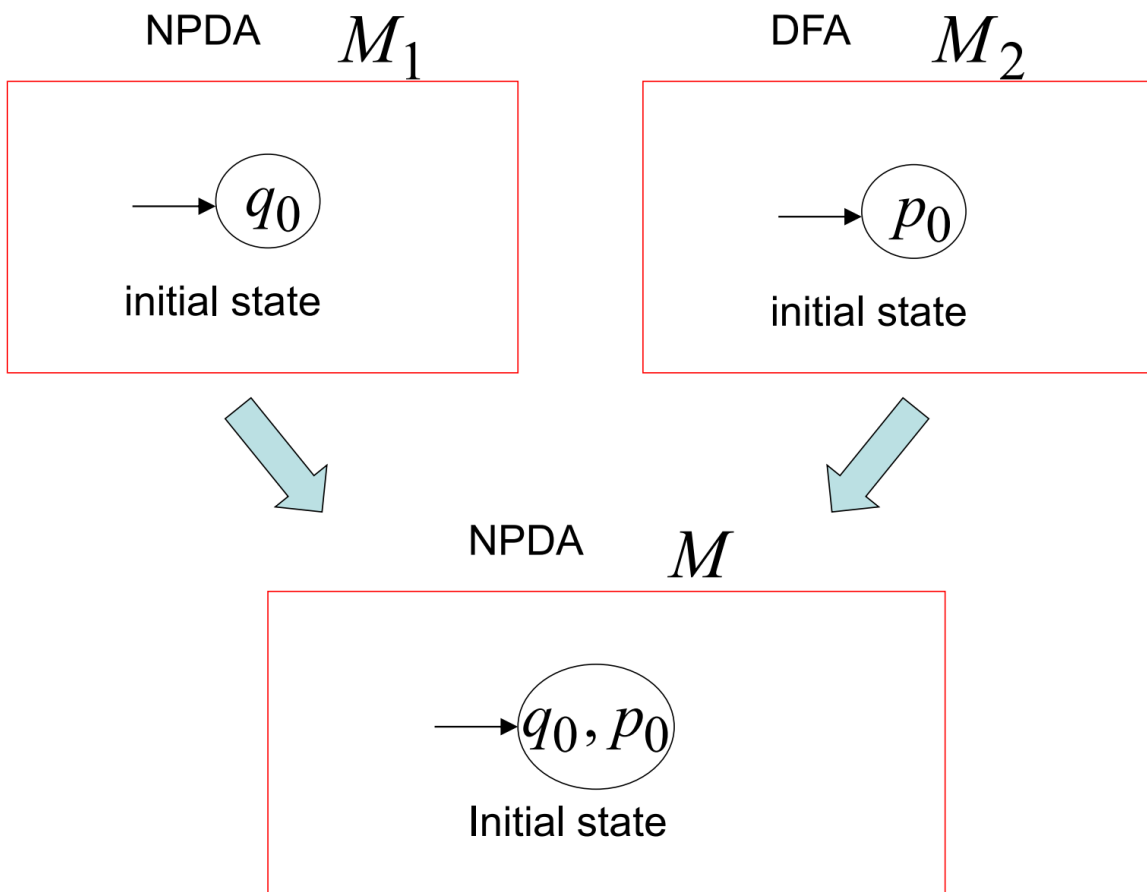 NPDA M₁
DFA M₂
q₀
p₀
initial state
initial state
NPDA M
q₀, p₀
Initial state